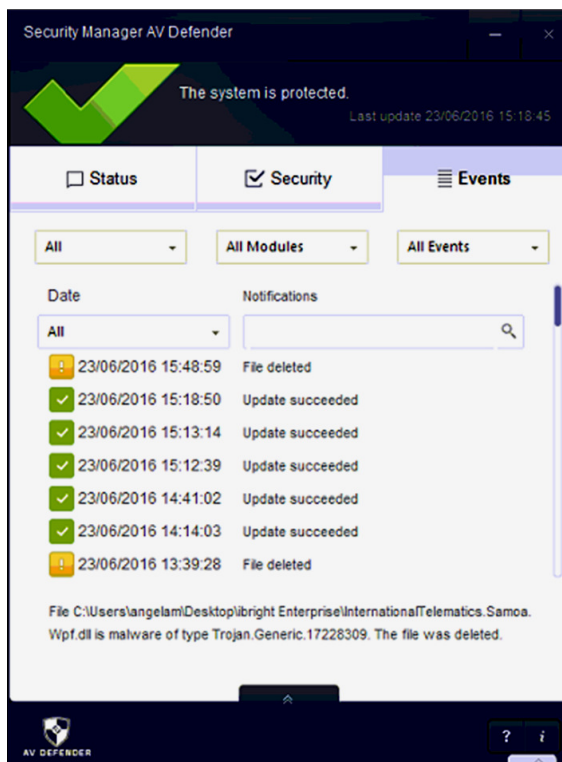 Security Manager AV Defender
The system is protected.
Last update 23/06/2016 15:18:45
Status
Security
Events
All
All Modules
All Events
Date
Notifications
All
23/06/2016 15:48:59 File deleted
23/06/2016 15:18:50 Update succeeded
23/06/2016 15:13:14 Update succeeded
23/06/2016 15:12:39 Update succeeded
23/06/2016 14:41:02 Update succeeded
23/06/2016 14:14:03 Update succeeded
23/06/2016 13:39:28 File deleted
File C:\Users\angelam\Desktop\ibright Enterprise\InternationalTelematics.Samoa.
Wpf.dll is malware of type Trojan.Generic.17228309. The file was deleted.
AV DEFENDER
? i